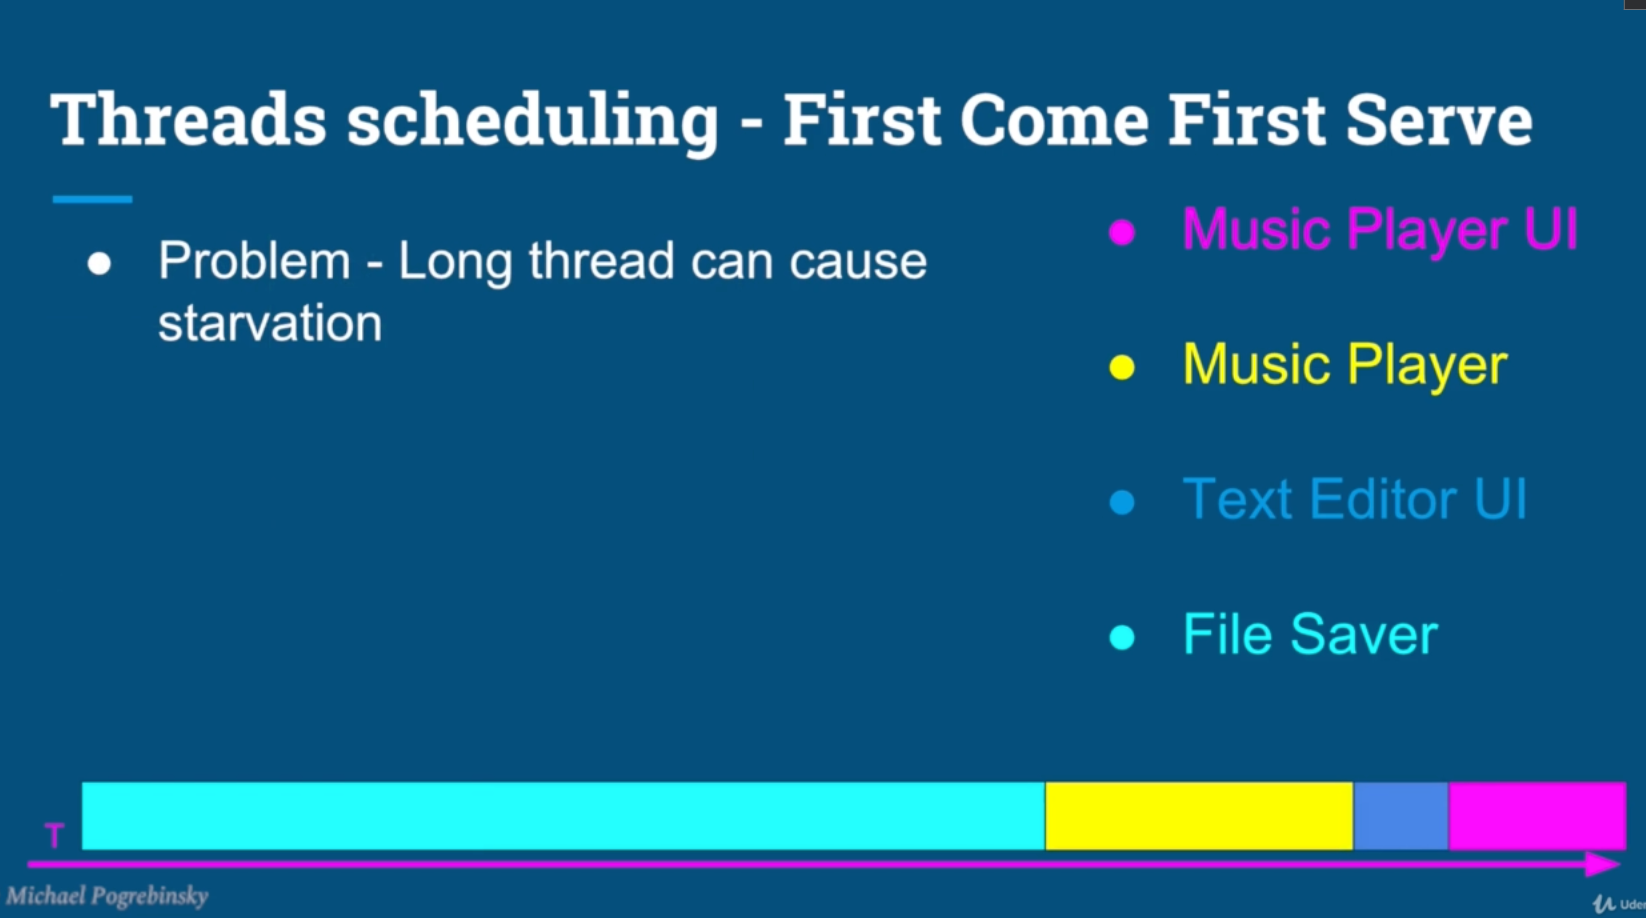 Threads scheduling - First Come First Serve
● Problem - Long thread can cause
starvation
● Music Player UI
● Music Player
● Text Editor UI
● File Saver
T
Michael Pogrebinsky